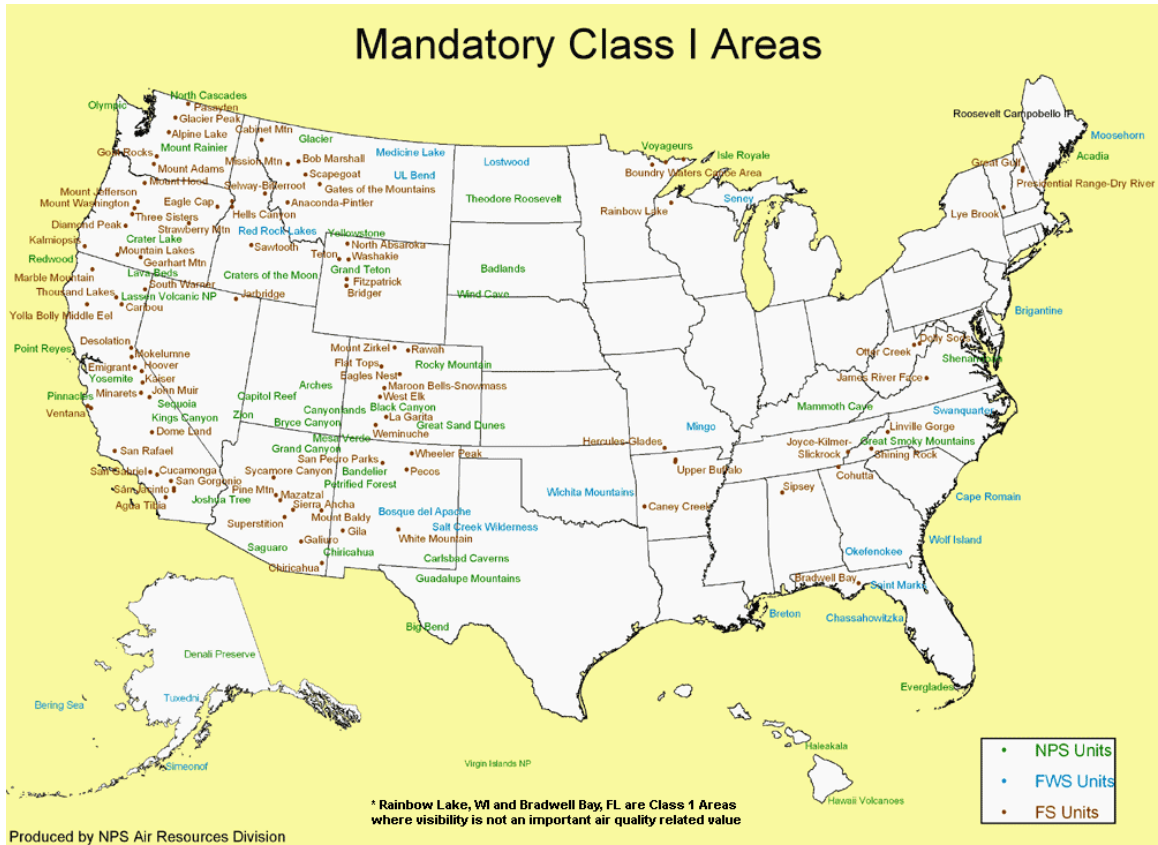 Mandatory Class I Areas
North Cascades
Olympic
Pasayten
Glacier Peak
Alpine Lake
Goat Rocks
Mount Rainier
Mount Adams
Mount Hood
Mount Jefferson
Mount Washington
Three Sisters
Diamond Peak
Strawberry Mtn
Eagle Cap
Hells Canyon
Kalmiopsis
Crater Lake
Mountain Lakes
Gearhart Mtn
Redwood
Lava Beds
Marble Mountain
South Warner
Thousand Lakes
Lassen Volcanic NP
Caribou
Yolla Bolly Middle Eel
Jarbridge
Cabinet Mtn
Glacier
Mission Mtn
Bob Marshall
Scapegoat
Selway-Bitterroot
Gates of the Mountains
Anaconda-Pintler
Medicine Lake
UL Bend
Red Rock Lakes
Yellowstone
Sawtooth
North Absaroka
Teton
Washakie
Grand Teton
Fitzpatrick
Bridger
Craters of the Moon
Lostwood
Theodore Roosevelt
Badlands
Wind Cave
Voyageurs
Isle Royale
Boundry Waters Canoe Area
Rainbow Lake
Seney
Roosevelt Campobello IP
Moosehorn
Acadia
Great Gulf
Presidential Range-Dry River
Lye Brook
Brigantine
Point Reyes
Desolation
Mokelumne
Emigrant
Hoover
Yosemite
Kaiser
Minarets
John Muir
Pinnacles
Ventana
Sequoia
Kings Canyon
Dome Land
San Rafael
San Gabriel
Cucamonga
San Gorgonio
San Jacinto
Agua Tibia
Joshua Tree
Mount Zirkel
Rawah
Flat Tops
Rocky Mountain
Eagles Nest
Maroon Bells-Snowmass
West Elk
Black Canyon
La Garita
Great Sand Dunes
Weminuche
Mesa Verde
Arches
Capitol Reef
Canyonlands
Zion
Bryce Canyon
Grand Canyon
San Pedro Parks
Wheeler Peak
Pecos
Bandelier
Sycamore Canyon
Petrified Forest
Pine Mtn
Mazatzal
Sierra Ancha
Superstition
Mount Baldy
Gila
Galiuro
Saguaro
Chiricahua
Chiricahua
Bosque del Apache
Salt Creek Wilderness
White Mountain
Carlsbad Caverns
Guadalupe Mountains
Big Bend
Wichita Mountains
Mingo
Hercules-Glades
Upper Buffalo
Caney Creek
Mammoth Cave
Dolly Sods
Otter Creek
Shenandoah
James River Face
Swanquarter
Linville Gorge
Joyce-Kilmer-
Slickrock
Great Smoky Mountains
Shining Rock
Cohutta
Sipsey
Cape Romain
Wolf Island
Okefenokee
Bradwell Bay
Saint Marks
Breton
Chassahowitzka
Everglades
Denali Preserve
Bering Sea
Tuxedni
Simeonof
Virgin Islands NP
Haleakala
Hawaii Volcanoes
NPS Units
FWS Units
FS Units
* Rainbow Lake, WI and Bradwell Bay, FL are Class 1 Areas
where visibility is not an important air quality related value
Produced by NPS Air Resources Division